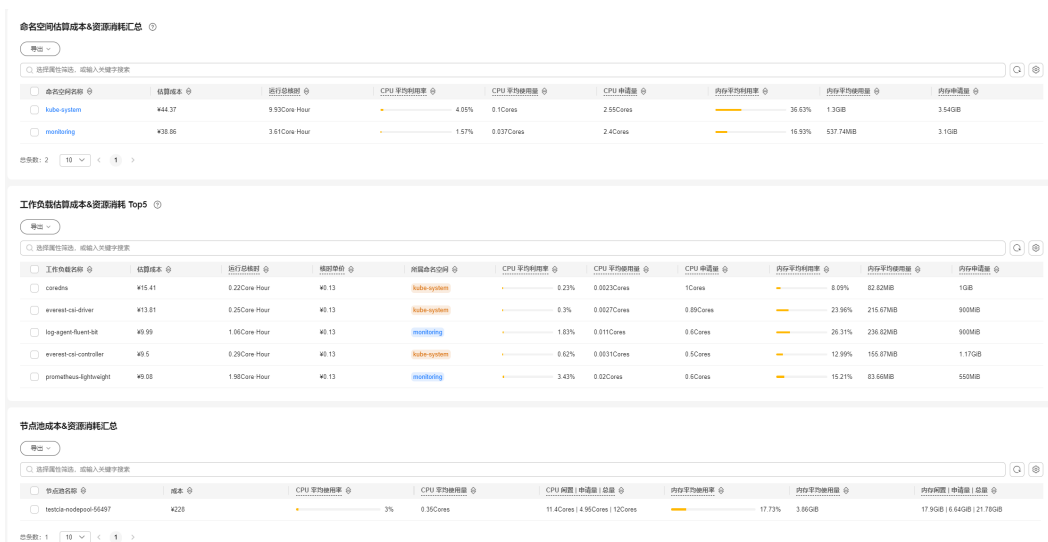 命名空间估算成本&资源消耗汇总
导出
选择属性筛选，或输入关键字搜索
命名空间名称 估算成本 运行总核时 CPU 平均利用率 CPU 平均使用量 CPU 申请量 内存平均利用率 内存平均使用量 内存申请量
kube-system ¥44.37 9.93Core Hour 4.05% 0.1Cores 2.55Cores 36.63% 1.3GiB 3.54GiB
monitoring ¥38.86 3.61Core Hour 1.57% 0.037Cores 2.4Cores 16.93% 537.74MiB 3.1GiB
总条数: 2 10 < 1 >
工作负载估算成本&资源消耗 Top5
导出
选择属性筛选，或输入关键字搜索
工作负载名称 估算成本 运行总核时 核时单价 所属命名空间 CPU 平均利用率 CPU 平均使用量 CPU 申请量 内存平均利用率 内存平均使用量 内存申请量
coredns ¥15.41 0.22Core Hour ¥0.13 kube-system 0.23% 0.0023Cores 1Cores 8.09% 82.82MiB 1GiB
everest-csi-driver ¥13.81 0.25Core Hour ¥0.13 kube-system 0.3% 0.0027Cores 0.89Cores 23.96% 215.67MiB 900MiB
log-agent-fluent-bit ¥9.99 1.06Core Hour ¥0.13 monitoring 1.83% 0.011Cores 0.6Cores 26.31% 236.82MiB 900MiB
everest-csi-controller ¥9.5 0.29Core Hour ¥0.13 kube-system 0.62% 0.0031Cores 0.5Cores 12.99% 155.87MiB 1.17GiB
prometheus-lightweight ¥9.08 1.98Core Hour ¥0.13 monitoring 3.43% 0.02Cores 0.6Cores 15.21% 83.66MiB 550MiB
节点池成本&资源消耗汇总
导出
选择属性筛选，或输入关键字搜索
节点池名称 成本 CPU 平均使用率 CPU 平均使用量 CPU 闲置 | 申请量 | 总量 内存平均使用率 内存平均使用量 内存闲置 | 申请量 | 总量
testcia-nodepool-56497 ¥228 3% 0.35Cores 11.4Cores | 4.95Cores | 12Cores 17.73% 3.86GiB 17.9GiB | 6.64GiB | 21.78GiB
总条数: 1 10 < 1 >